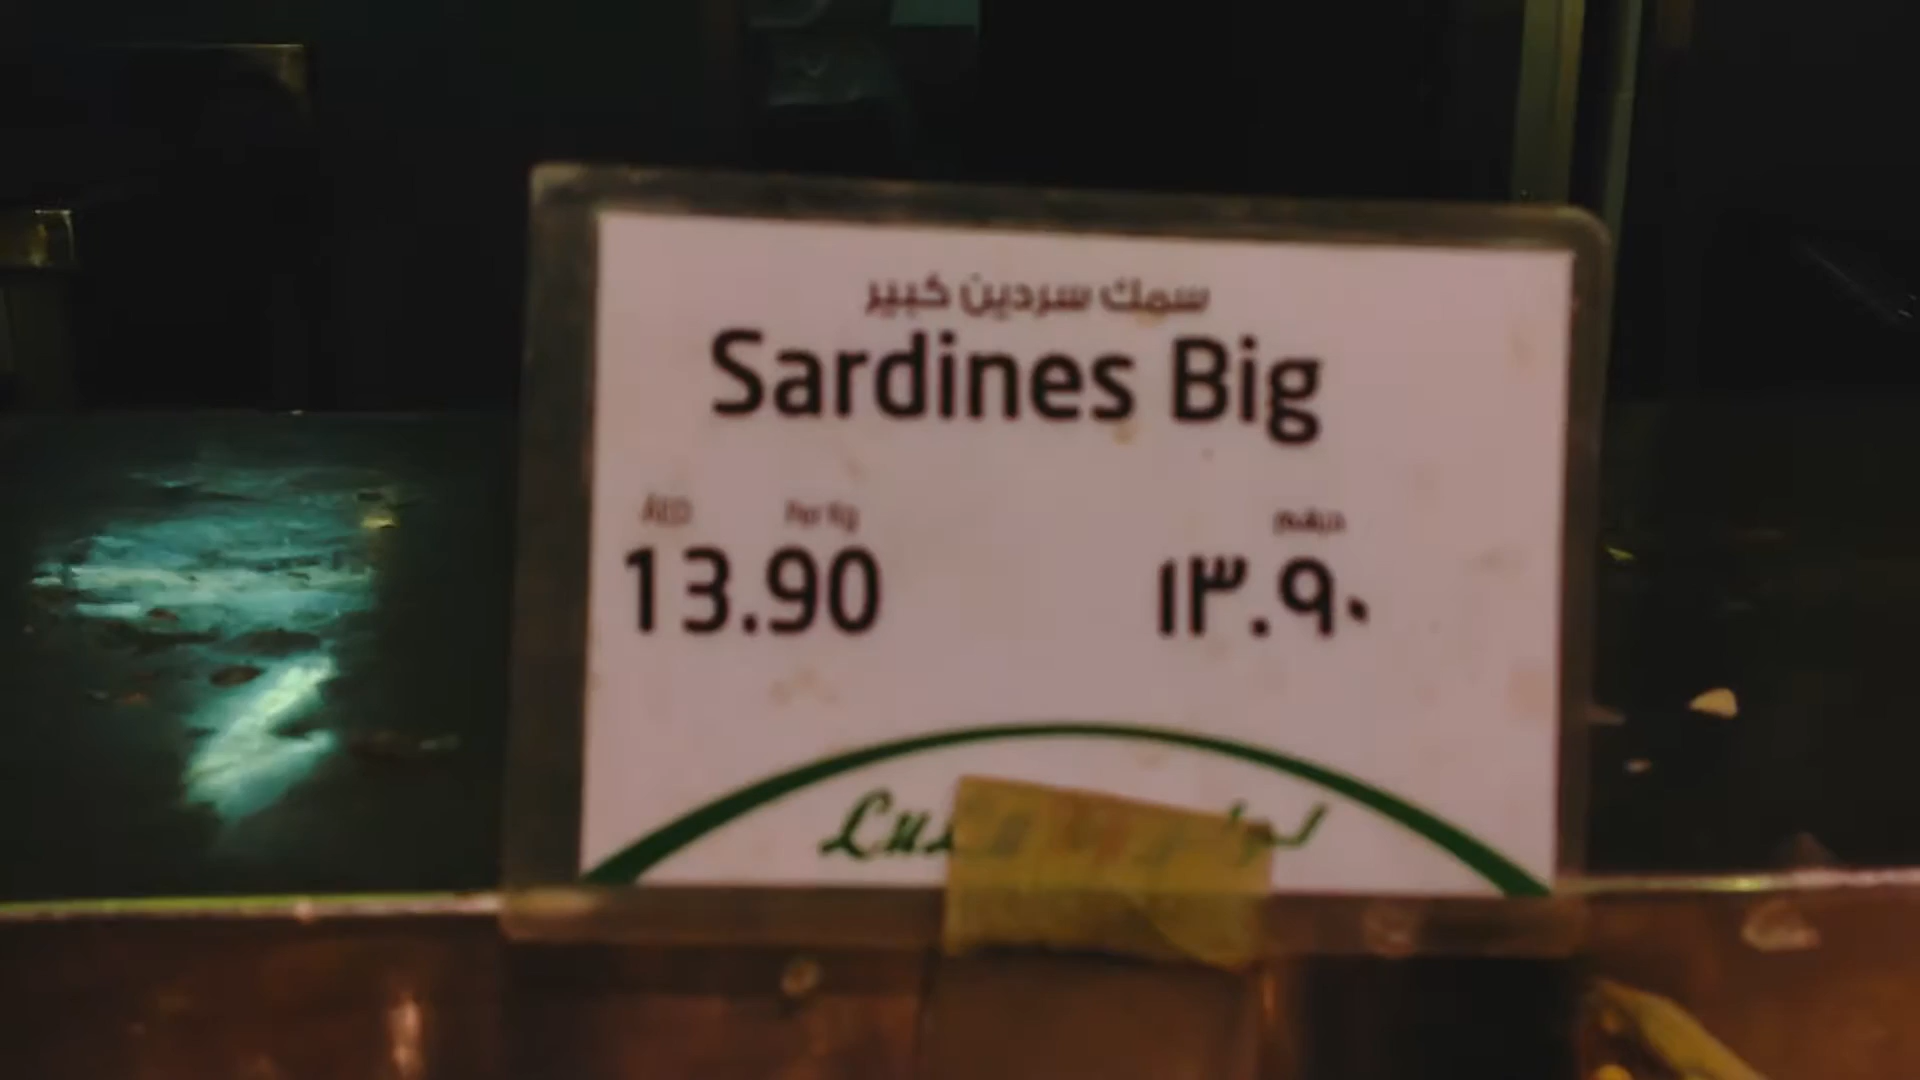 سمك سردين كبير
Sardines Big
AED Per Kg درهم
13.90 ١٣.٩٠